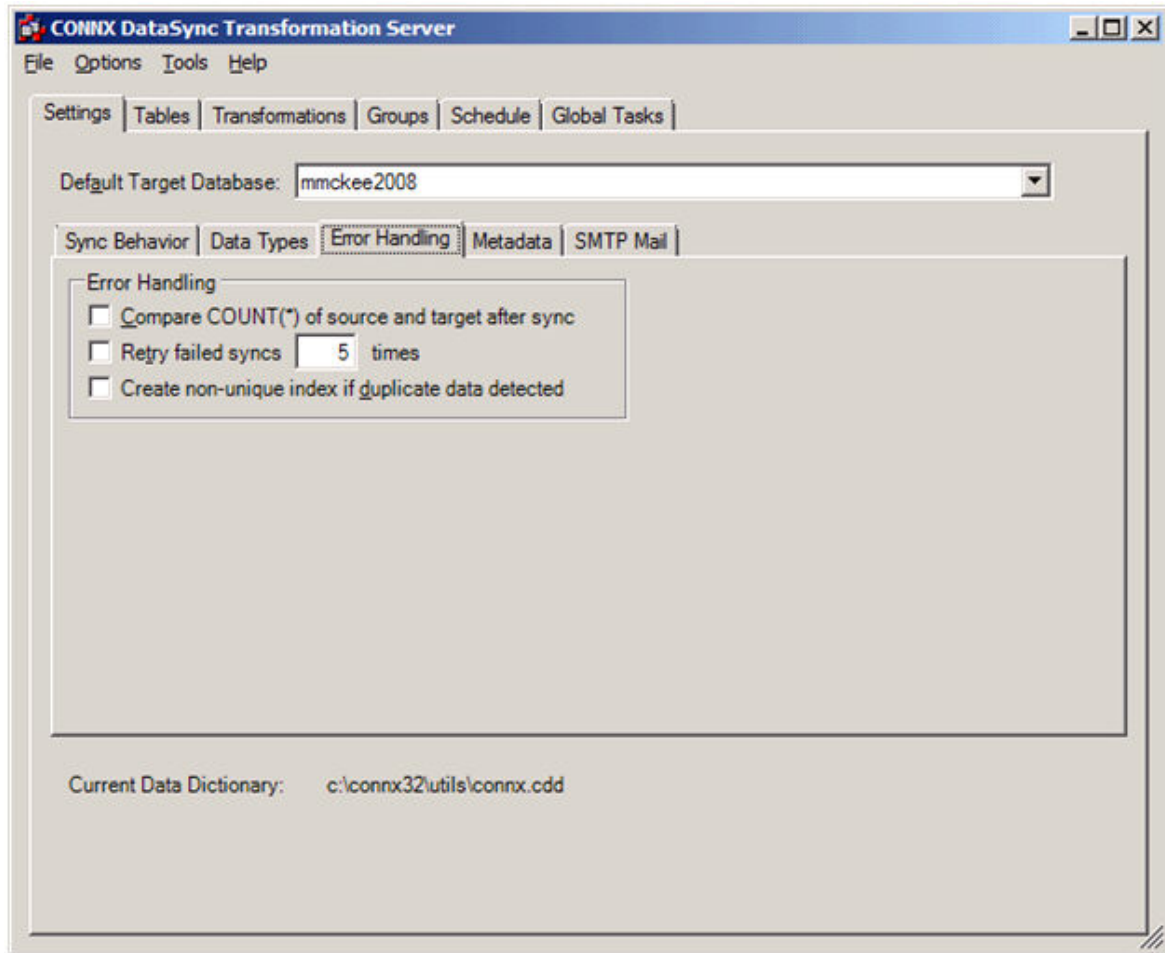 CONNX DataSync Transformation Server
File Options Tools Help
Settings Tables Transformations Groups Schedule Global Tasks
Default Target Database: mmckee2008
Sync Behavior Data Types Error Handling Metadata SMTP Mail
Error Handling
Compare COUNT(*) of source and target after sync
Retry failed syncs 5 times
Create non-unique index if duplicate data detected
Current Data Dictionary: c:\connx32\utils\connx.cdd